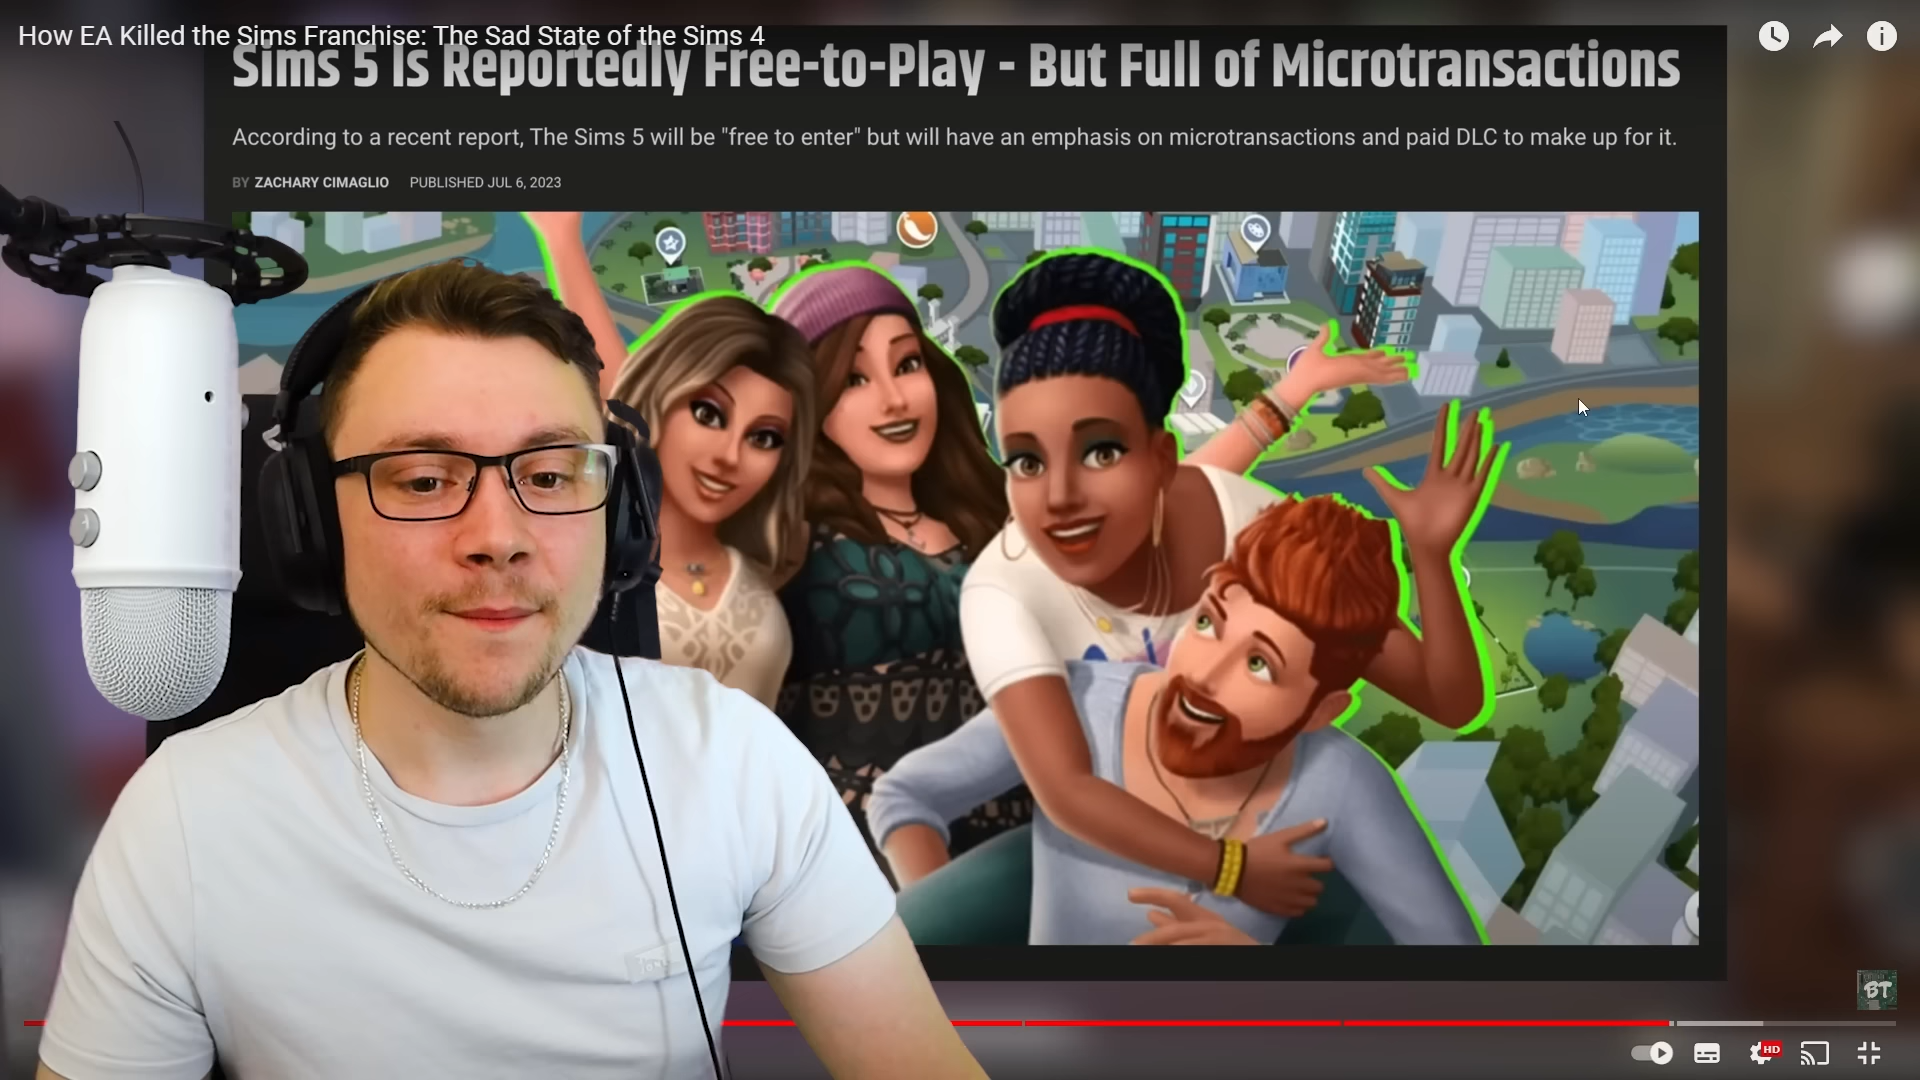 How EA Killed the Sims Franchise: The Sad State of the Sims 4
Sims 5 Is Reportedly Free-to-Play - But Full of Microtransactions
According to a recent report, The Sims 5 will be "free to enter" but will have an emphasis on microtransactions and paid DLC to make up for it.
BY ZACHARY CIMAGLIO PUBLISHED JUL 6, 2023
BT
HD